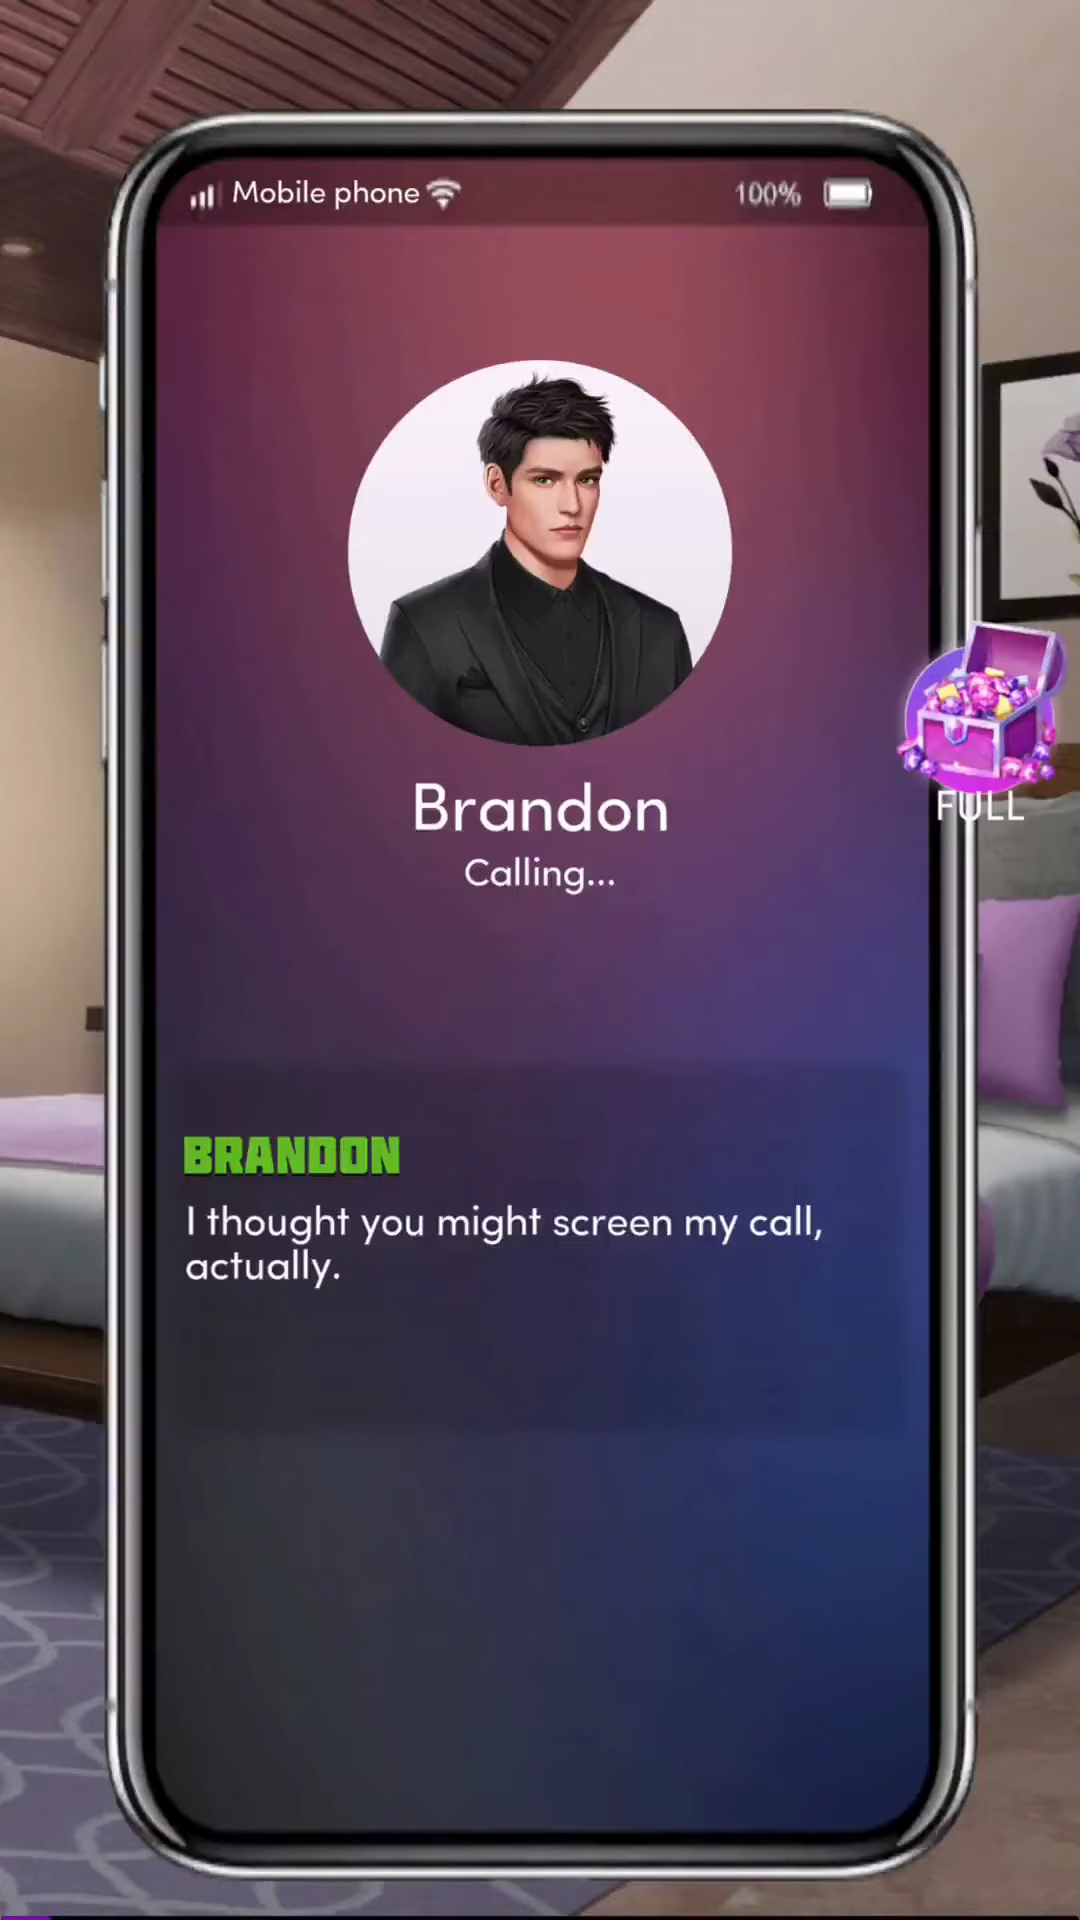 Mobile phone
100%
Brandon
Calling...
FULL
BRANDON
I thought you might screen my call,
actually.